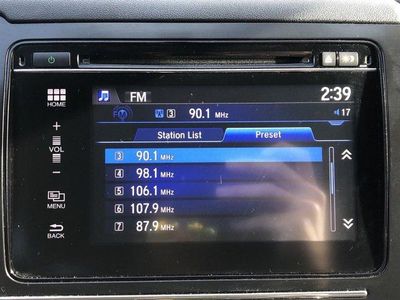 FM 2:39
FM 3 90.1 MHz 17
Station List Preset
3 90.1 MHz
4 98.1 MHz
5 106.1 MHz
6 107.9 MHz
7 87.9 MHz
HOME
+
VOL
−
MENU
BACK